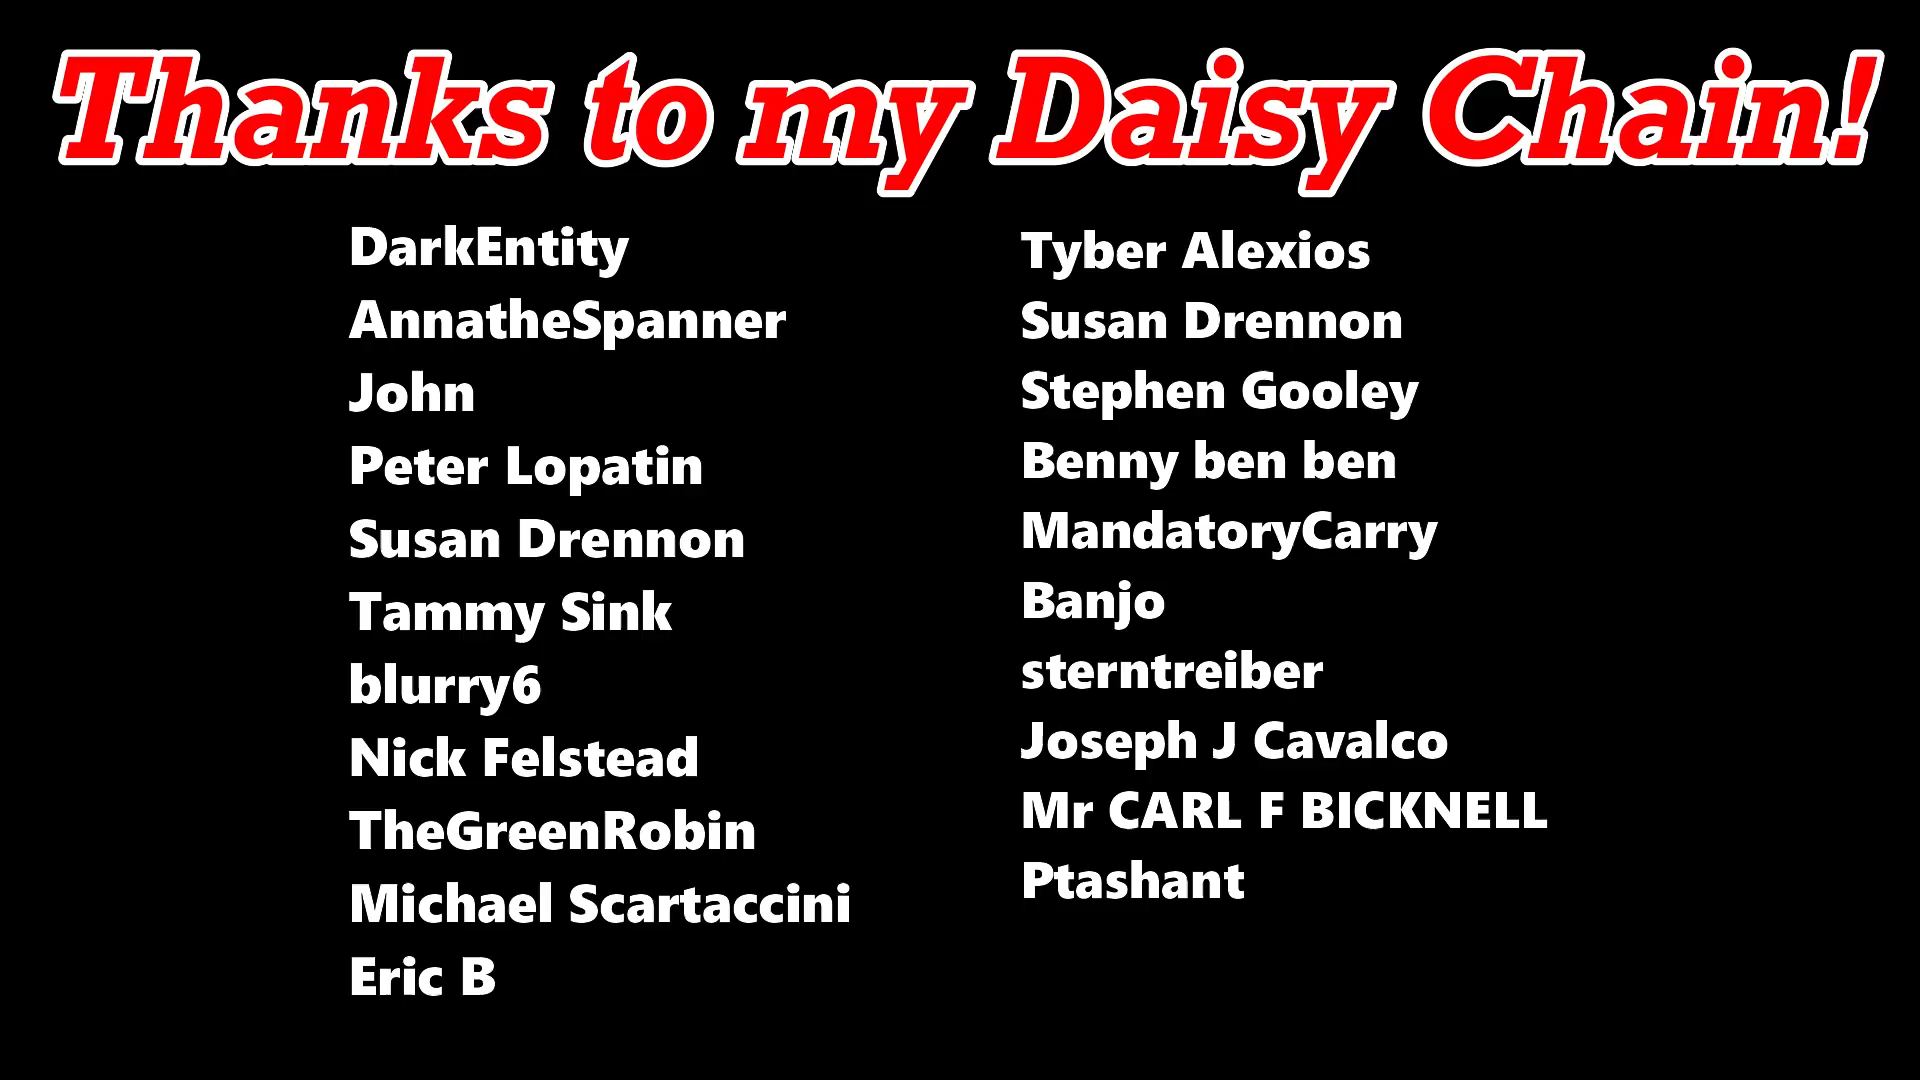 Thanks to my Daisy Chain!
DarkEntity
AnnatheSpanner
John
Peter Lopatin
Susan Drennon
Tammy Sink
blurry6
Nick Felstead
TheGreenRobin
Michael Scartaccini
Eric B
Tyber Alexios
Susan Drennon
Stephen Gooley
Benny ben ben
MandatoryCarry
Banjo
sterntreiber
Joseph J Cavalco
Mr CARL F BICKNELL
Ptashant